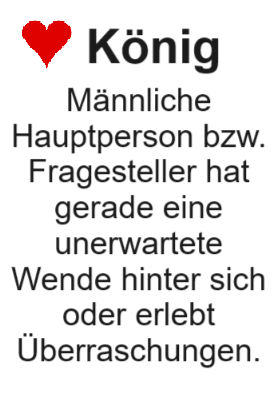 König
Männliche
Hauptperson bzw.
Fragesteller hat
gerade eine
unerwartete
Wende hinter sich
oder erlebt
Überraschungen.